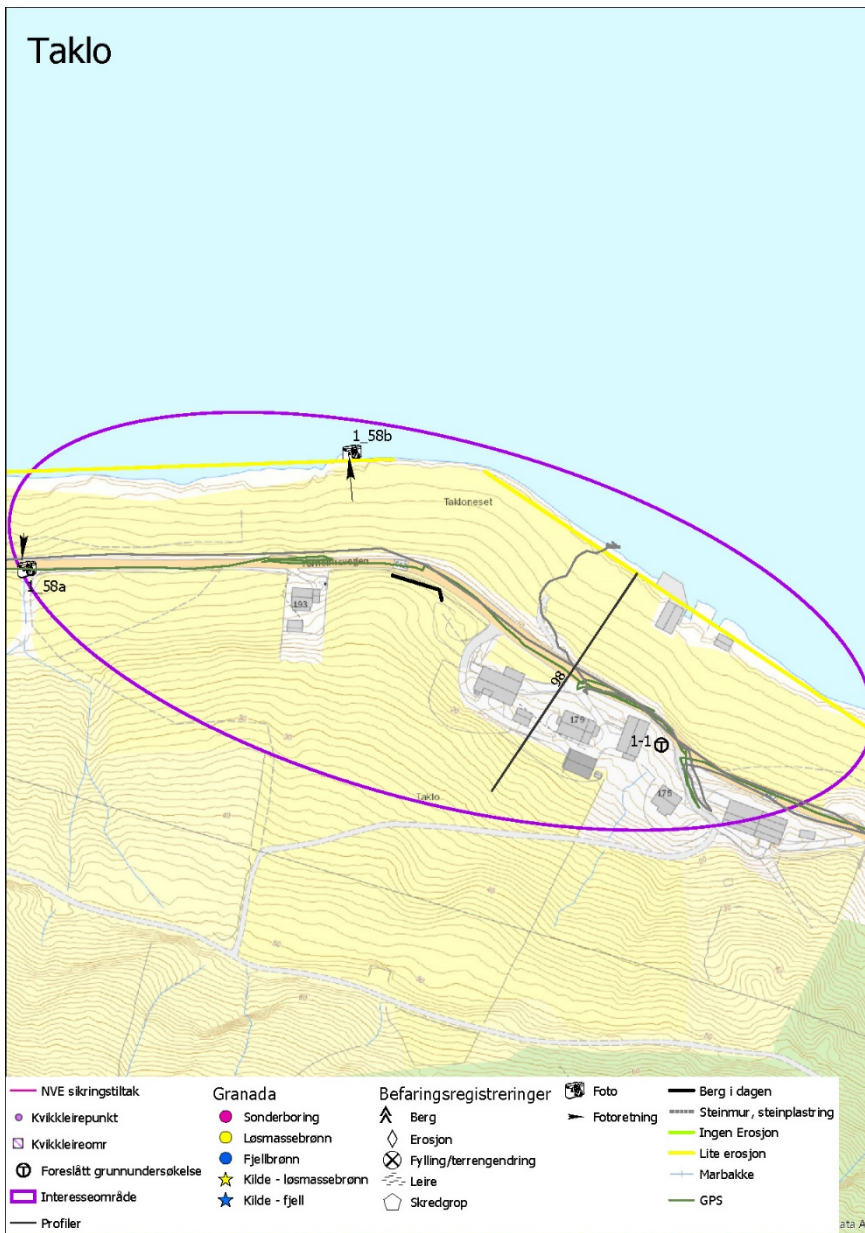 Taklo
1_58b
Takloneset
1_58a
193
98
179
1-1
175
Taklo
NVE sikringstiltak
Kvikkleirepunkt
Kvikkleireomr
Foreslått grunnundersøkelse
Interesseområde
Profiler
Granada
Sonderboring
Løsmassebrønn
Fjellbrønn
Kilde - løsmassebrønn
Kilde - fjell
Befaringsregistreringer
Berg
Erosjon
Fylling/terrengendring
Leire
Skredgrop
Foto
Fotoretning
Berg i dagen
Steinmur, steinplastring
Ingen Erosjon
Lite erosjon
Marbakke
GPS
ata A